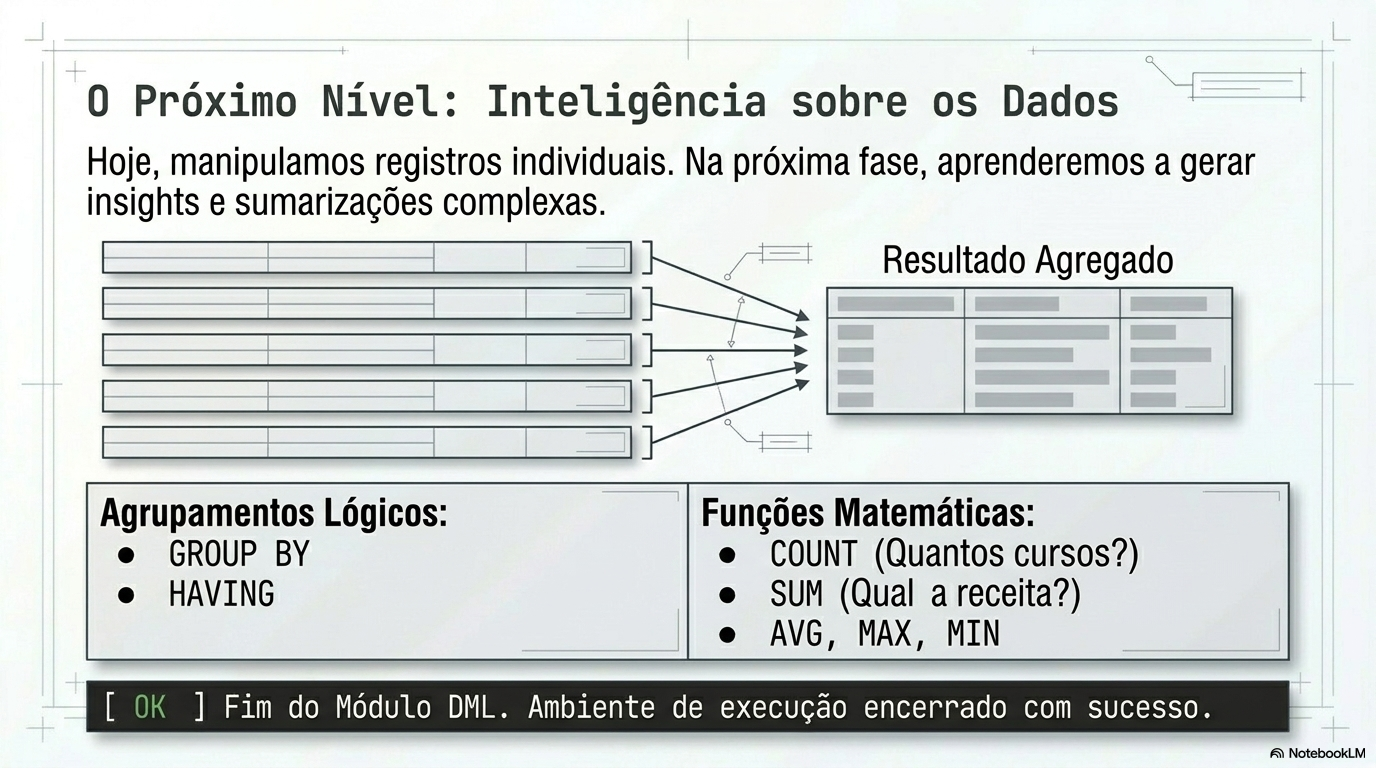 O Próximo Nível: Inteligência sobre os Dados
Hoje, manipulamos registros individuais. Na próxima fase, aprenderemos a gerar
insights e sumarizações complexas.
Resultado Agregado
Agrupamentos Lógicos:
● GROUP BY
● HAVING
Funções Matemáticas:
● COUNT (Quantos cursos?)
● SUM (Qual a receita?)
● AVG, MAX, MIN
[ OK ] Fim do Módulo DML. Ambiente de execução encerrado com sucesso.
NotebookLM